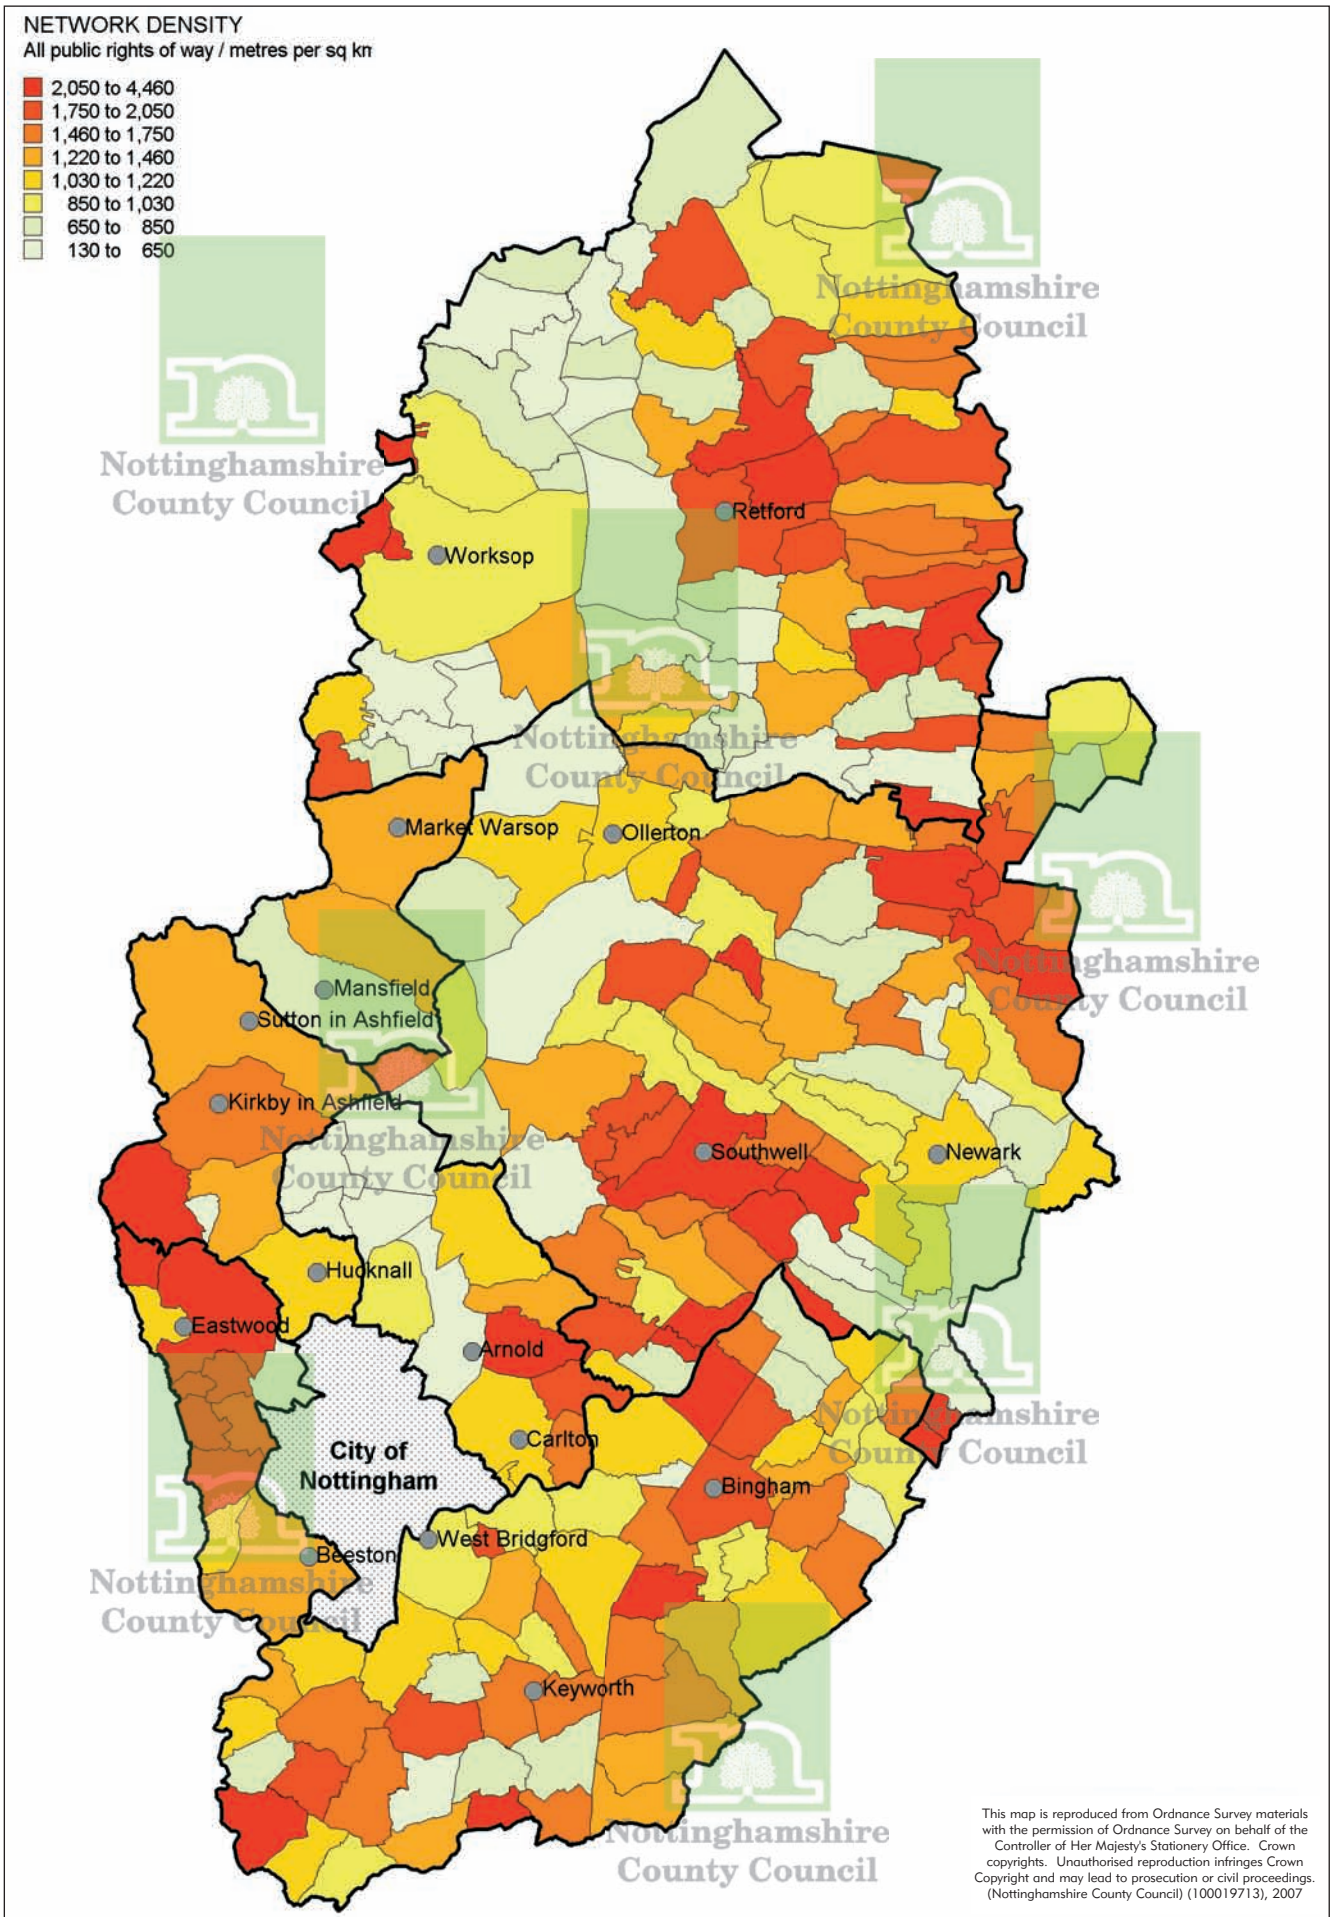 NETWORK DENSITY
All public rights of way / metres per sq km
2,050 to 4,460
1,750 to 2,050
1,460 to 1,750
1,220 to 1,460
1,030 to 1,220
850 to 1,030
650 to 850
130 to 650
Nottinghamshire
County Council
Nottinghamshire
County Council
Retford
Worksop
Nottinghamshire
County Council
Market Warsop
Ollerton
Mansfield
Nottinghamshire
County Council
Sutton in Ashfield
Kirkby in Ashfield
Nottinghamshire
County Council
Southwell
Newark
Hucknall
Eastwood
Arnold
Nottinghamshire
County Council
Carlton
City of
Nottingham
Bingham
West Bridgford
Beeston
Nottinghamshire
County Council
Keyworth
Nottinghamshire
County Council
This map is reproduced from Ordnance Survey materials
with the permission of Ordnance Survey on behalf of the
Controller of Her Majesty's Stationery Office. Crown
copyrights. Unauthorised reproduction infringes Crown
Copyright and may lead to prosecution or civil proceedings.
(Nottinghamshire County Council) (100019713), 2007